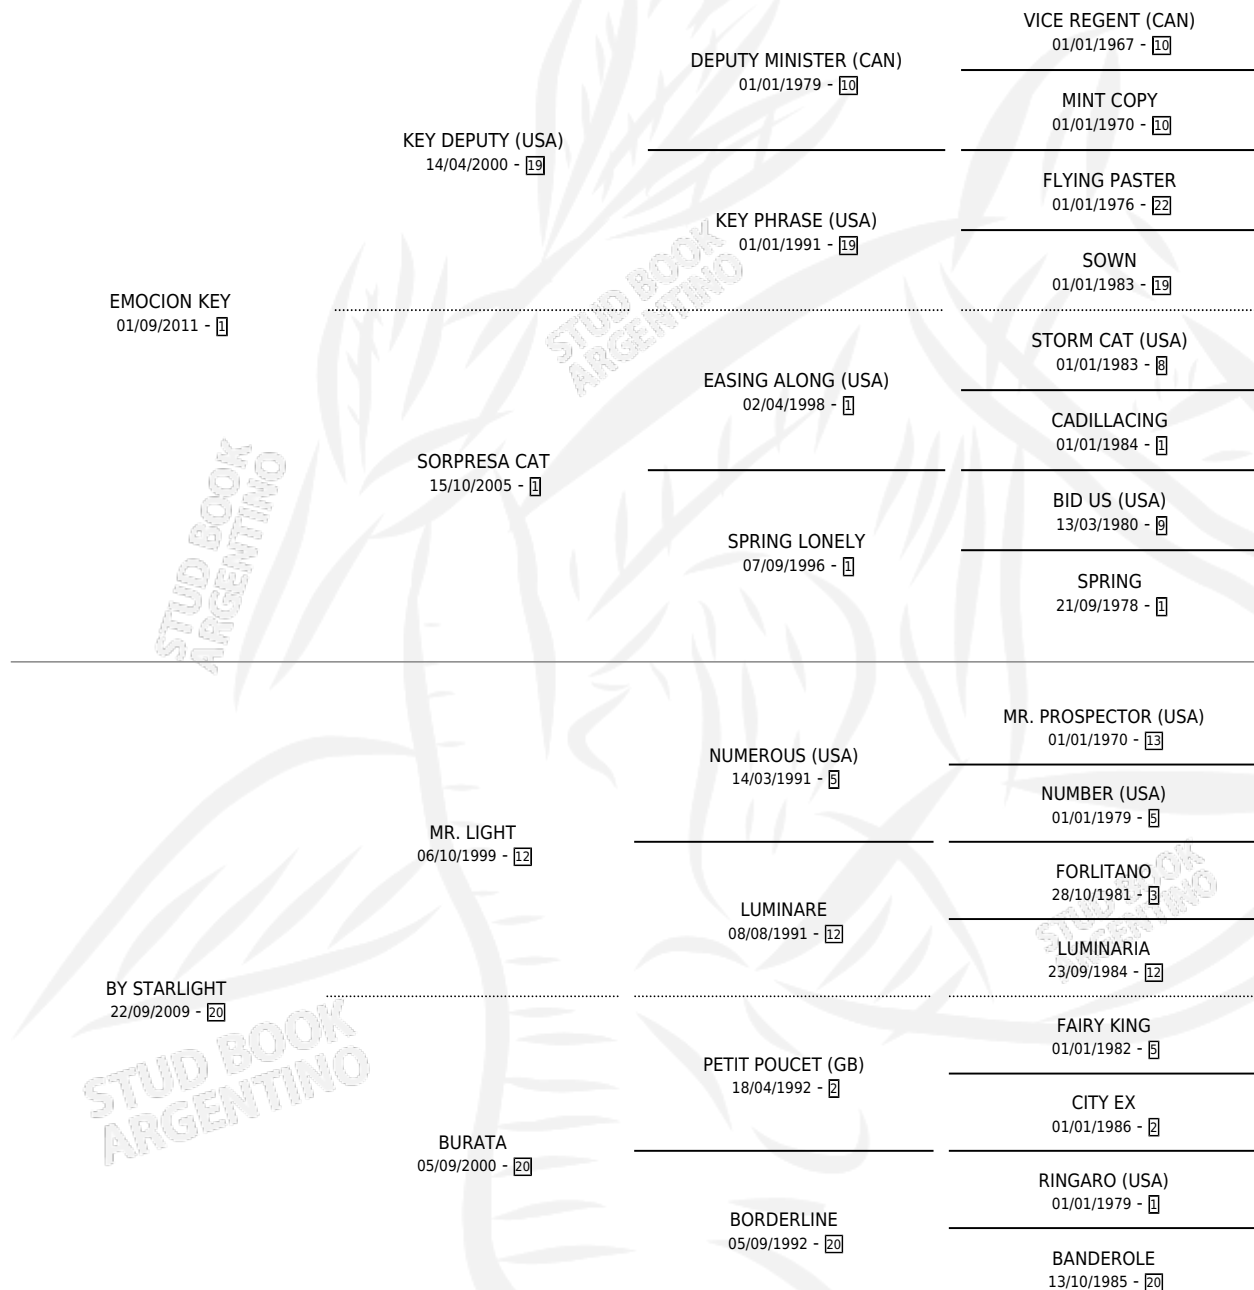 VICE REGENT (CAN)
01/01/1967 - 10
DEPUTY MINISTER (CAN)
01/01/1979 - 10
MINT COPY
01/01/1970 - 10
KEY DEPUTY (USA)
14/04/2000 - 19
FLYING PASTER
01/01/1976 - 22
KEY PHRASE (USA)
01/01/1991 - 19
SOWN
01/01/1983 - 19
EMOCION KEY
01/09/2011 - 1
STUD BOOK
ARGENTINO
STORM CAT (USA)
01/01/1983 - 8
EASING ALONG (USA)
02/04/1998 - 1
CADILLACING
01/01/1984 - 1
SORPRESA CAT
15/10/2005 - 1
BID US (USA)
13/03/1980 - 9
SPRING LONELY
07/09/1996 - 1
SPRING
21/09/1978 - 1
STUD BOOK
ARGENTINO
MR. PROSPECTOR (USA)
01/01/1970 - 13
NUMEROUS (USA)
14/03/1991 - 5
NUMBER (USA)
01/01/1979 - 5
MR. LIGHT
06/10/1999 - 12
FORLITANO
28/10/1981 - 3
LUMINARE
08/08/1991 - 12
STUD BOOK
ARGENTINO
LUMINARIA
23/09/1984 - 12
BY STARLIGHT
22/09/2009 - 20
FAIRY KING
01/01/1982 - 5
PETIT POUCET (GB)
18/04/1992 - 2
STUD BOOK
ARGENTINO
CITY EX
01/01/1986 - 2
BURATA
05/09/2000 - 20
RINGARO (USA)
01/01/1979 - 1
BORDERLINE
05/09/1992 - 20
BANDEROLE
13/10/1985 - 20